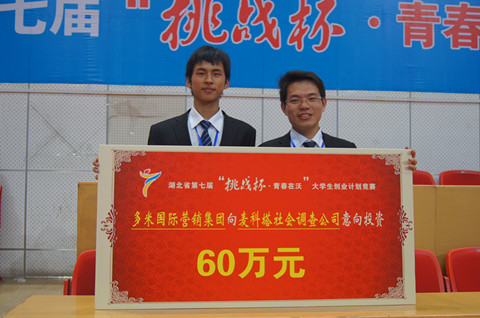 七届“挑战杯·青春
湖北省第七届“挑战杯·青春在沃”大学生创业计划竞赛
多米国际营销集团向麦科塔社会调查公司意向投资
60万元